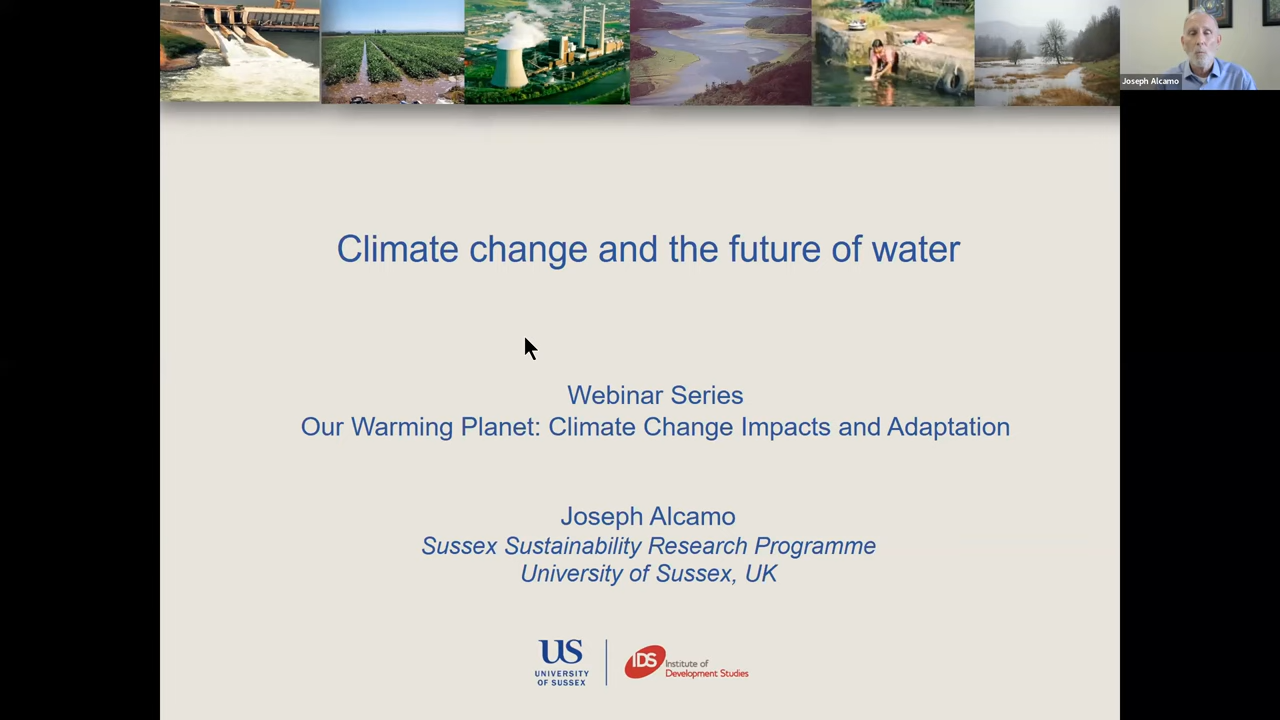 Joseph Alcamo
Climate change and the future of water
Webinar Series
Our Warming Planet: Climate Change Impacts and Adaptation
Joseph Alcamo
Sussex Sustainability Research Programme
University of Sussex, UK
US
UNIVERSITY
OF SUSSEX
IDS
Institute of
Development Studies